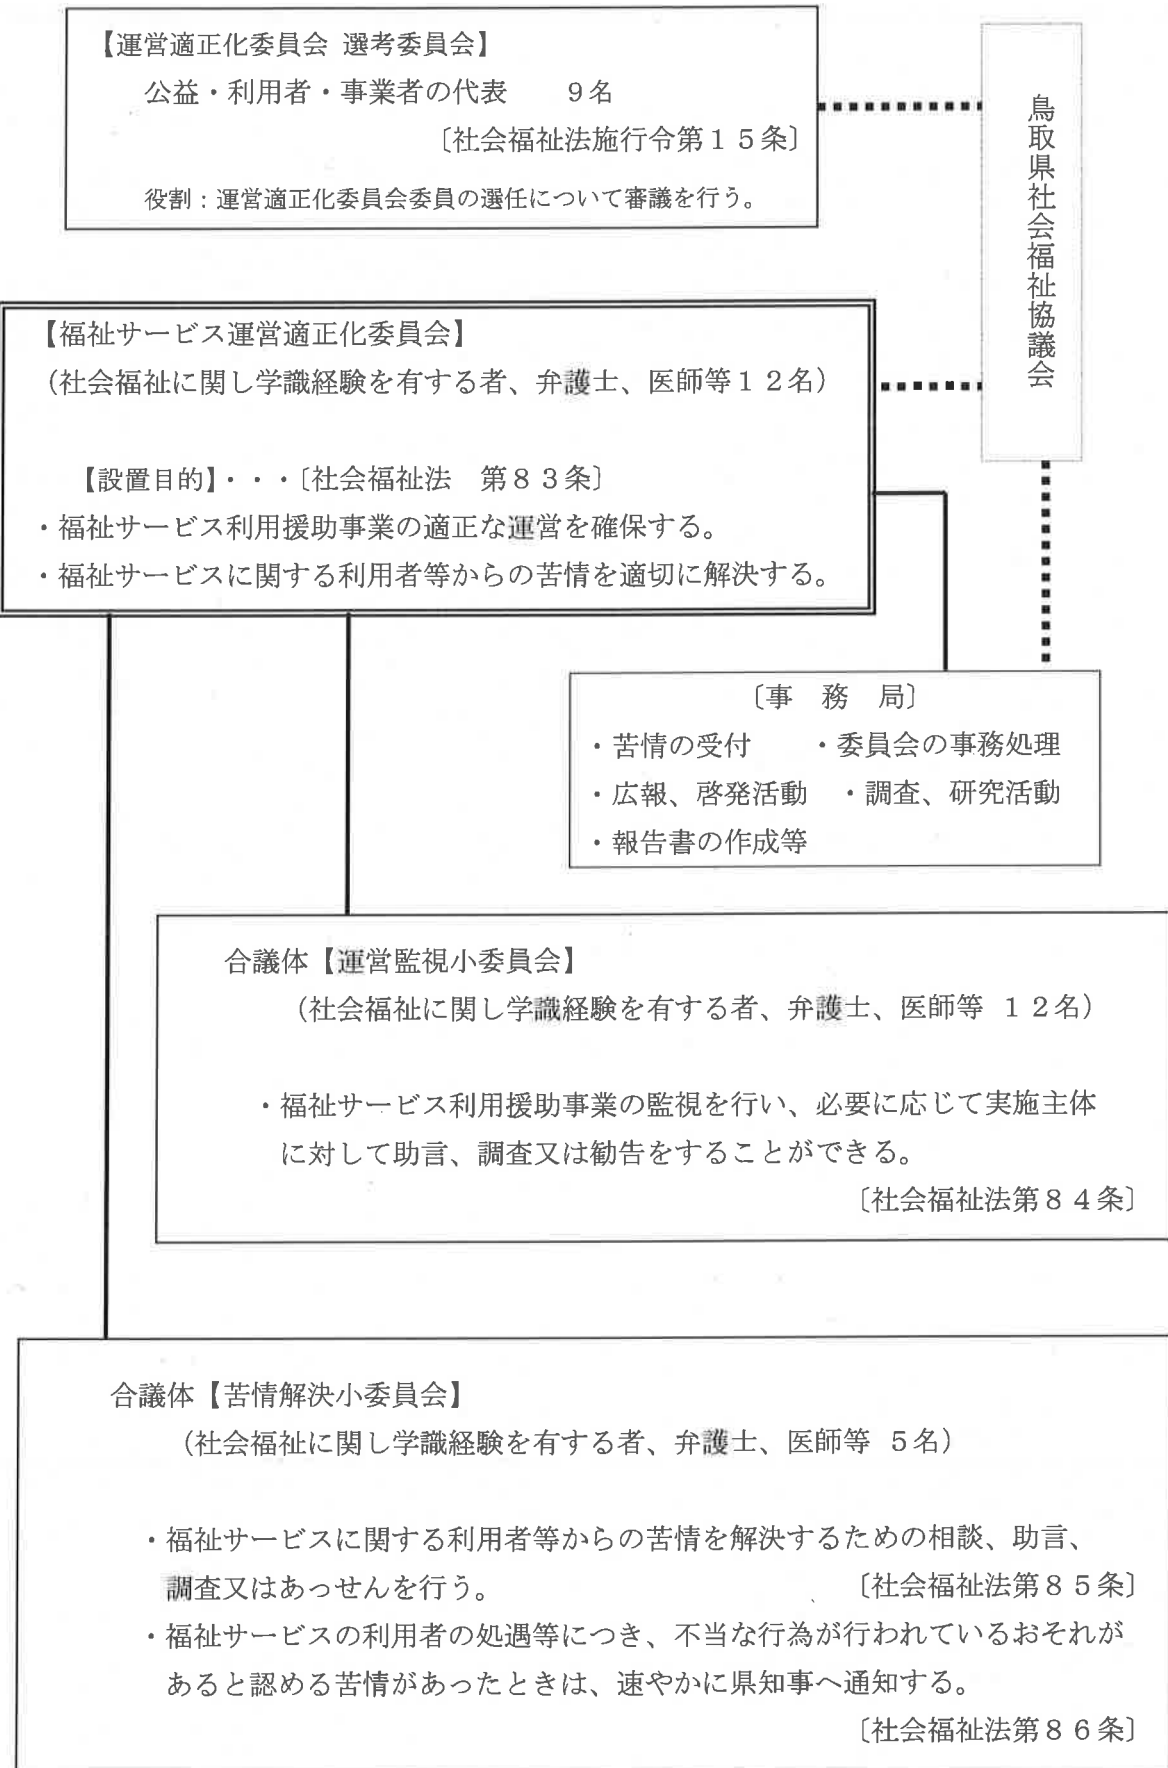 【運営適正化委員会 選考委員会】
公益・利用者・事業者の代表　　9名
〔社会福祉法施行令第１５条〕
役割：運営適正化委員会委員の選任について審議を行う。
鳥取県社会福祉協議会
【福祉サービス運営適正化委員会】
（社会福祉に関し学識経験を有する者、弁護士、医師等１２名）
【設置目的】・・・〔社会福祉法　第８３条〕
・福祉サービス利用援助事業の適正な運営を確保する。
・福祉サービスに関する利用者等からの苦情を適切に解決する。
〔事　務　局〕
・苦情の受付　　・委員会の事務処理
・広報、啓発活動　・調査、研究活動
・報告書の作成等
合議体【運営監視小委員会】
（社会福祉に関し学識経験を有する者、弁護士、医師等 １２名）
・福祉サービス利用援助事業の監視を行い、必要に応じて実施主体
に対して助言、調査又は勧告をすることができる。
〔社会福祉法第８４条〕
合議体【苦情解決小委員会】
（社会福祉に関し学識経験を有する者、弁護士、医師等 5名）
・福祉サービスに関する利用者等からの苦情を解決するための相談、助言、
調査又はあっせんを行う。　〔社会福祉法第８５条〕
・福祉サービスの利用者の処遇等につき、不当な行為が行われているおそれが
あると認める苦情があったときは、速やかに県知事へ通知する。
〔社会福祉法第８６条〕